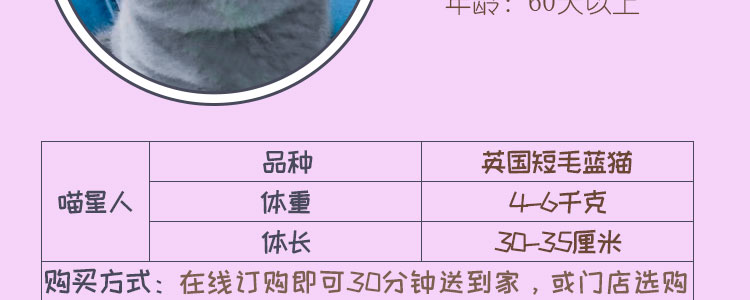 年龄：60天以上
品种 英国短毛蓝猫
喵星人 体重 4-6千克
体长 30-35厘米
购买方式：在线订购即可30分钟送到家，或门店选购